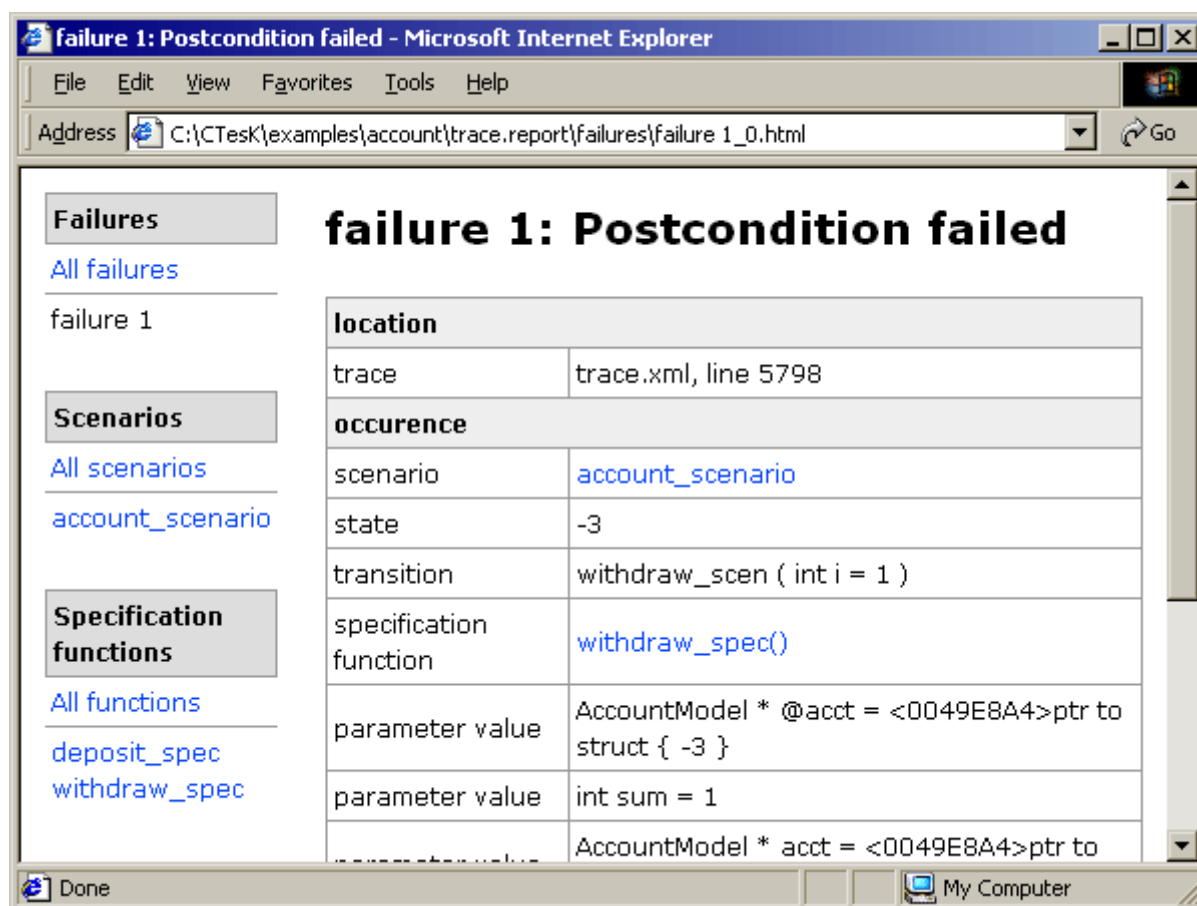 failure 1: Postcondition failed - Microsoft Internet Explorer
File Edit View Favorites Tools Help
Address C:\CTesK\examples\account\trace.report\failures\failure 1_0.html Go
Failures
All failures
failure 1
Scenarios
All scenarios
account_scenario
Specification
functions
All functions
deposit_spec
withdraw_spec
failure 1: Postcondition failed
location
trace trace.xml, line 5798
occurence
scenario account_scenario
state -3
transition withdraw_scen ( int i = 1 )
specification
function
withdraw_spec()
parameter value
AccountModel * @acct = <0049E8A4>ptr to
struct { -3 }
parameter value int sum = 1
parameter value
AccountModel * acct = <0049E8A4>ptr to
Done My Computer